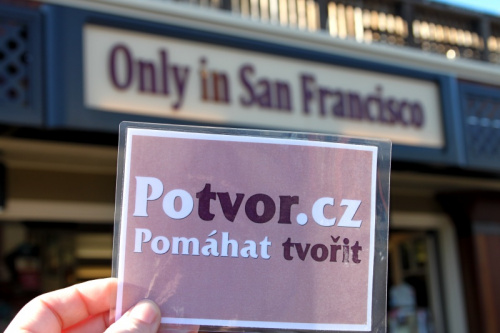 Only in San Francisco
Potvor.cz
Pomáhat tvořit